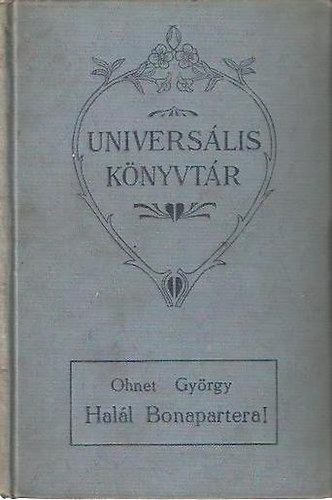 UNIVERSÁLIS
KÖNYVTÁR
Ohnet György
Halál Bonapartera!